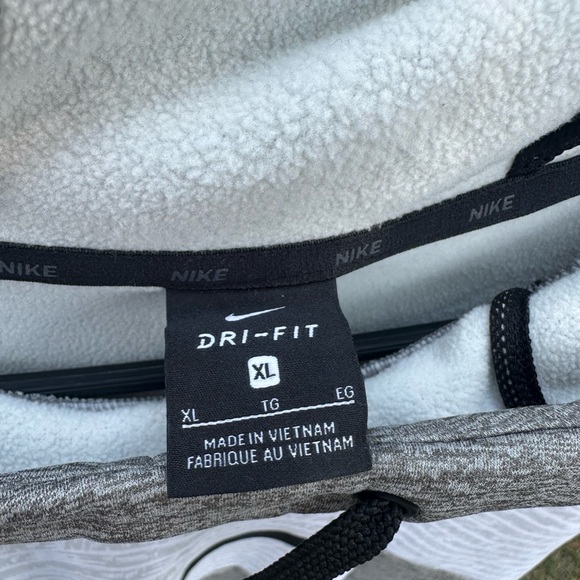 NIKE NIKE NIKE NIKE
DRI-FIT
XL
XL TG EG
MADE IN VIETNAM
FABRIQUE AU VIETNAM